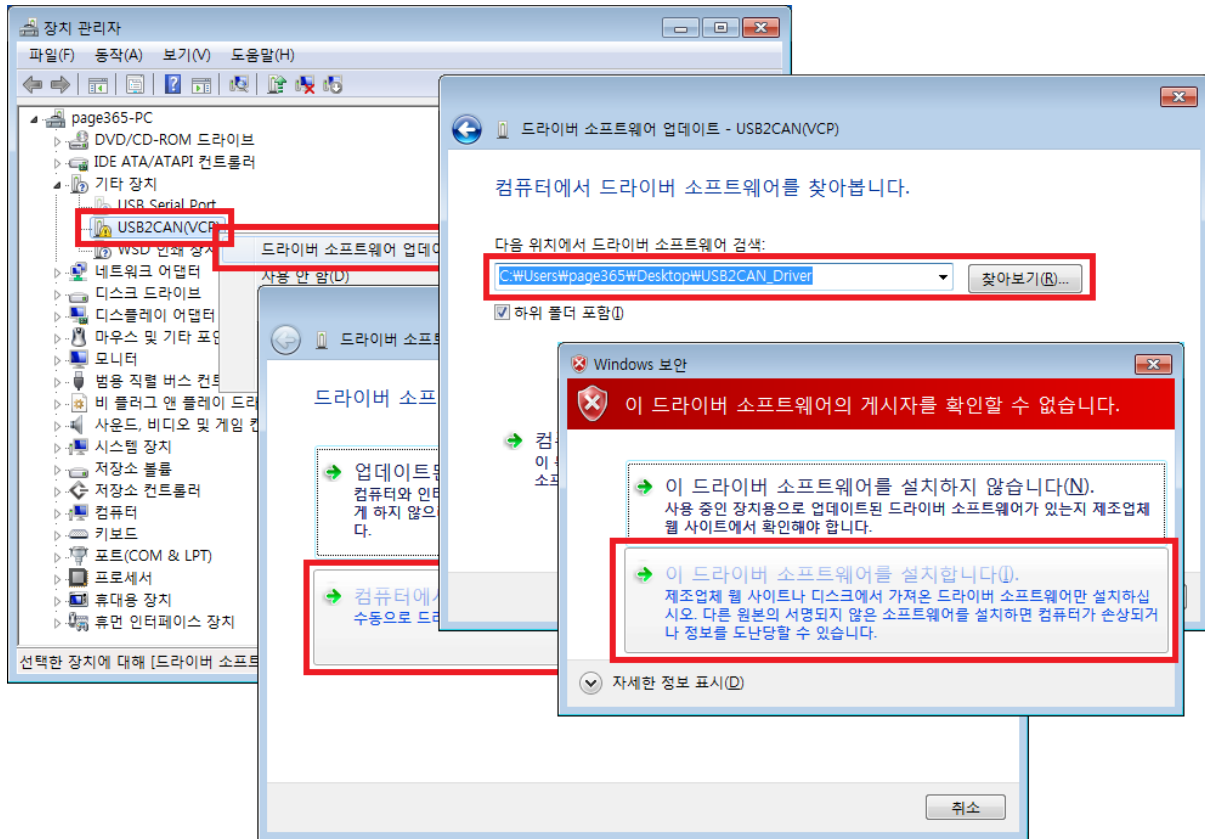 장치 관리자
파일(F) 동작(A) 보기(V) 도움말(H)
page365-PC
DVD/CD-ROM 드라이브
IDE ATA/ATAPI 컨트롤러
기타 장치
USB Serial Port
USB2CAN(VCP)
WSD 인쇄 장치
네트워크 어댑터
디스크 드라이브
디스플레이 어댑터
마우스 및 기타 포인
모니터
범용 직렬 버스 컨트
비 플러그 앤 플레이 드라
사운드, 비디오 및 게임 컨
시스템 장치
저장소 볼륨
저장소 컨트롤러
컴퓨터
키보드
포트(COM & LPT)
프로세서
휴대용 장치
휴먼 인터페이스 장치
선택한 장치에 대해 [드라이버 소프트
드라이버 소프트웨어 업데이
사용 안 함(D)
드라이버 소프트
드라이버 소프
업데이트된
컴퓨터와 인터
게 하지 않으
다.
컴퓨터에서
수동으로 드라
취소
드라이버 소프트웨어 업데이트 - USB2CAN(VCP)
컴퓨터에서 드라이버 소프트웨어를 찾아봅니다.
다음 위치에서 드라이버 소프트웨어 검색:
C:₩Users₩page365₩Desktop₩USB2CAN_Driver
찾아보기(R)...
하위 폴더 포함(I)
컴
이
소프
Windows 보안
이 드라이버 소프트웨어의 게시자를 확인할 수 없습니다.
이 드라이버 소프트웨어를 설치하지 않습니다(N).
사용 중인 장치용으로 업데이트된 드라이버 소프트웨어가 있는지 제조업체
웹 사이트에서 확인해야 합니다.
이 드라이버 소프트웨어를 설치합니다(I).
제조업체 웹 사이트나 디스크에서 가져온 드라이버 소프트웨어만 설치하십
시오. 다른 원본의 서명되지 않은 소프트웨어를 설치하면 컴퓨터가 손상되거
나 정보를 도난당할 수 있습니다.
자세한 정보 표시(D)